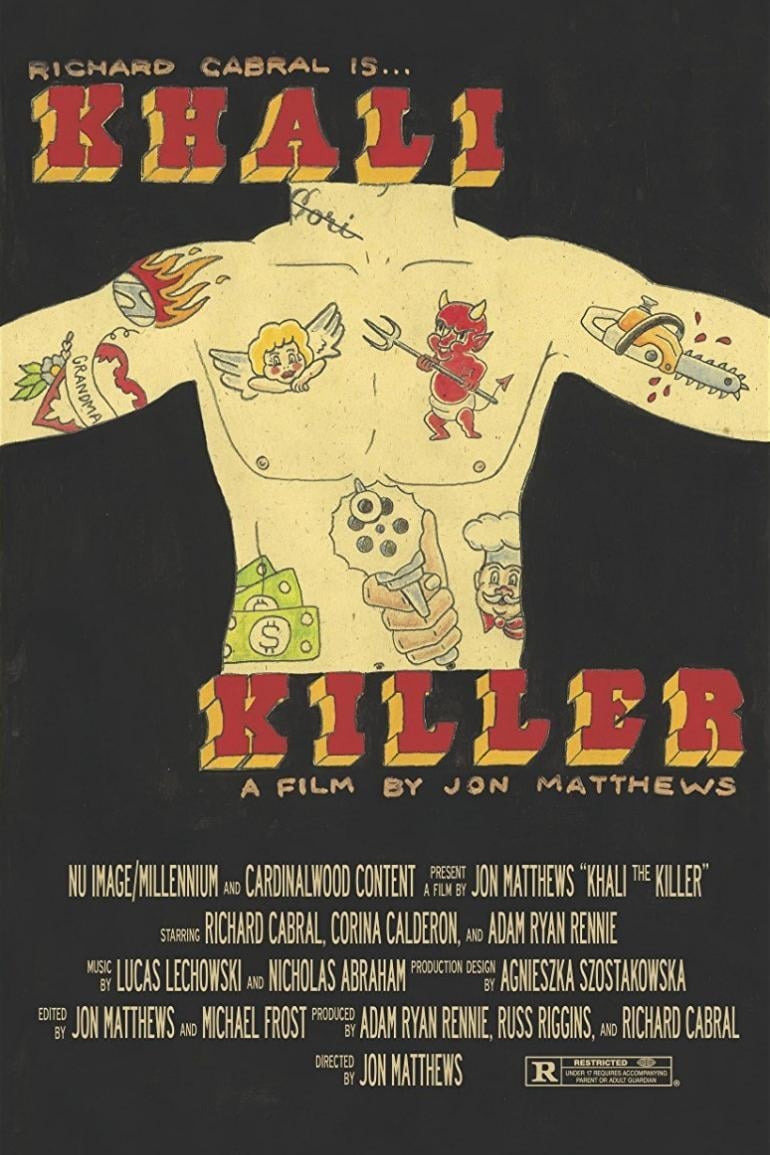 RICHARD CABRAL IS...
KHALI
Cori
GRANDMA
$
KILLER
A FILM BY JON MATTHEWS
NU IMAGE/MILLENNIUM AND CARDINALWOOD CONTENT PRESENT A FILM BY JON MATTHEWS "KHALI THE KILLER"
STARRING RICHARD CABRAL, CORINA CALDERON, AND ADAM RYAN RENNIE
MUSIC BY LUCAS LECHOWSKI AND NICHOLAS ABRAHAM PRODUCTION DESIGN BY AGNIESZKA SZOSTAKOWSKA
EDITED BY JON MATTHEWS AND MICHAEL FROST PRODUCED BY ADAM RYAN RENNIE, RUSS RIGGINS, AND RICHARD CABRAL
DIRECTED BY JON MATTHEWS
R RESTRICTED
UNDER 17 REQUIRES ACCOMPANYING
PARENT OR ADULT GUARDIAN